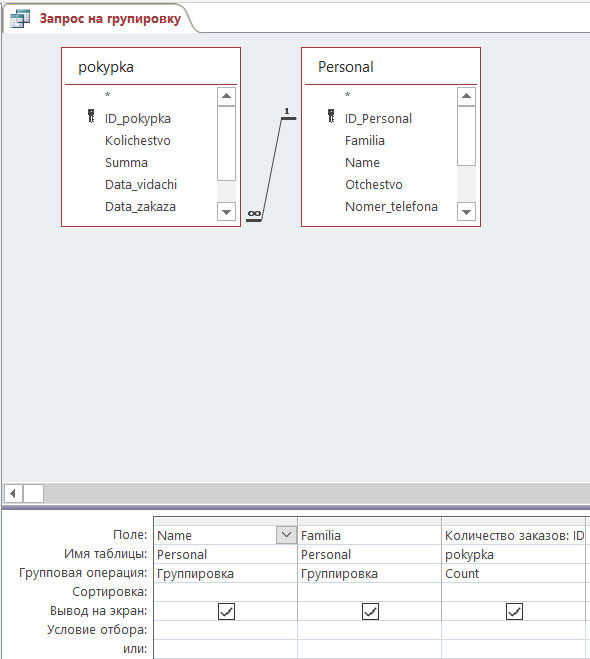 Запрос на групировку
pokypka
*
ID_pokypka
Kolichestvo
Summa
Data_vidachi
Data_zakaza
1
∞
Personal
*
ID_Personal
Familia
Name
Otchestvo
Nomer_telefona
Поле: Name Familia Количество заказов: ID
Имя таблицы: Personal Personal pokypka
Групповая операция: Группировка Группировка Count
Сортировка:
Вывод на экран:
Условие отбора:
или: